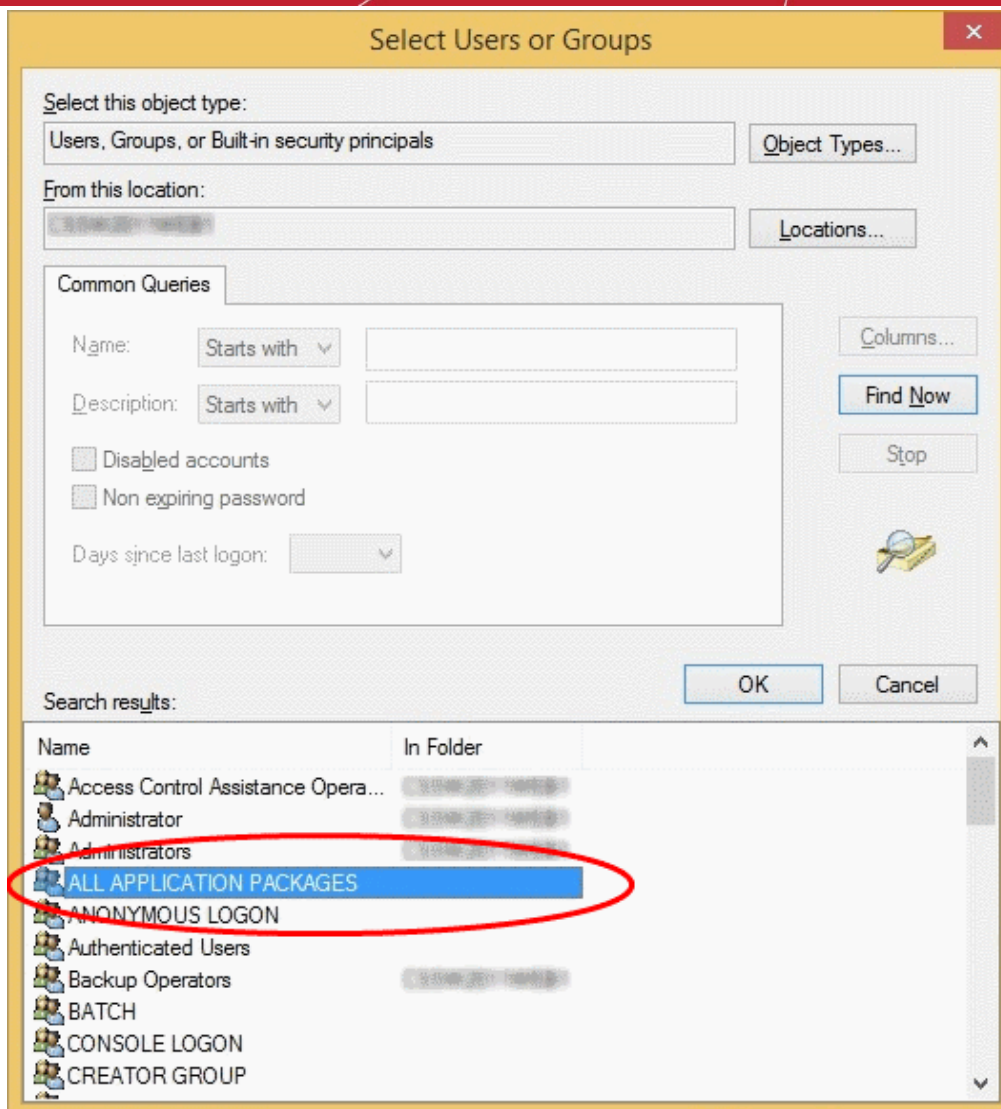 Select Users or Groups
Select this object type:
Users, Groups, or Built-in security principals
Object Types...
From this location:
Locations...
Common Queries
Name: Starts with
Columns...
Description: Starts with
Find Now
Disabled accounts
Stop
Non expiring password
Days since last logon:
OK Cancel
Search results:
Name In Folder
Access Control Assistance Opera...
Administrator
Administrators
ALL APPLICATION PACKAGES
ANONYMOUS LOGON
Authenticated Users
Backup Operators
BATCH
CONSOLE LOGON
CREATOR GROUP